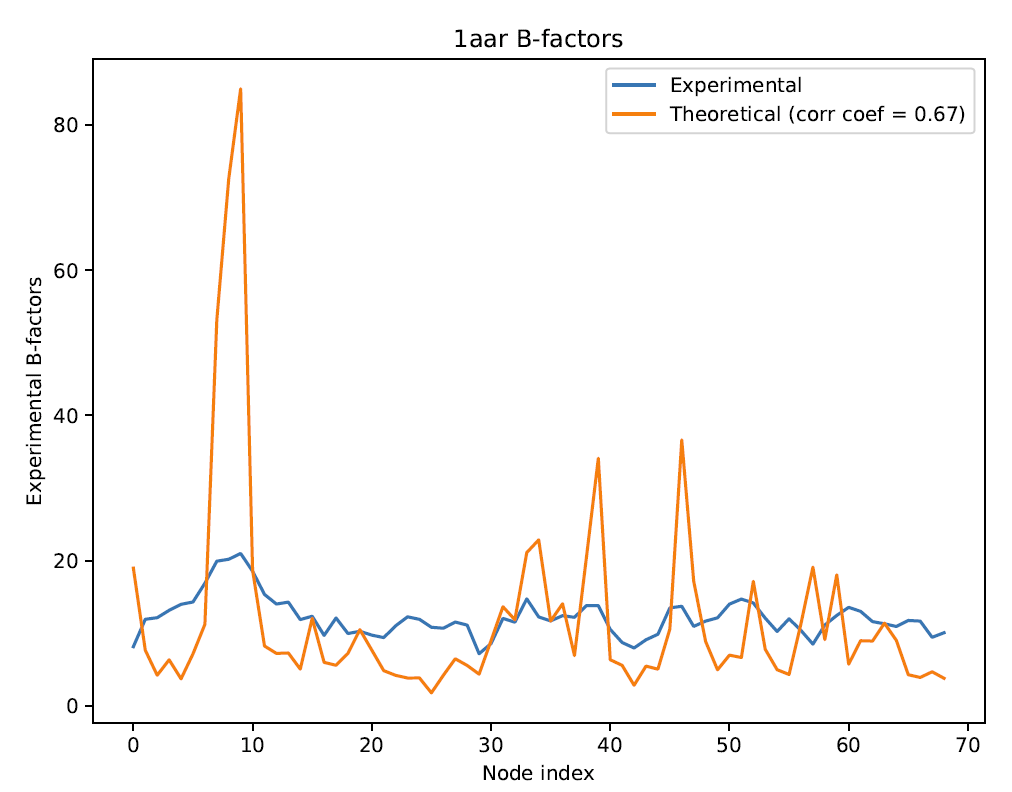 1aar B-factors
Experimental
Theoretical (corr coef = 0.67)
Experimental B-factors
80
60
40
20
0
0 10 20 30 40 50 60 70
Node index